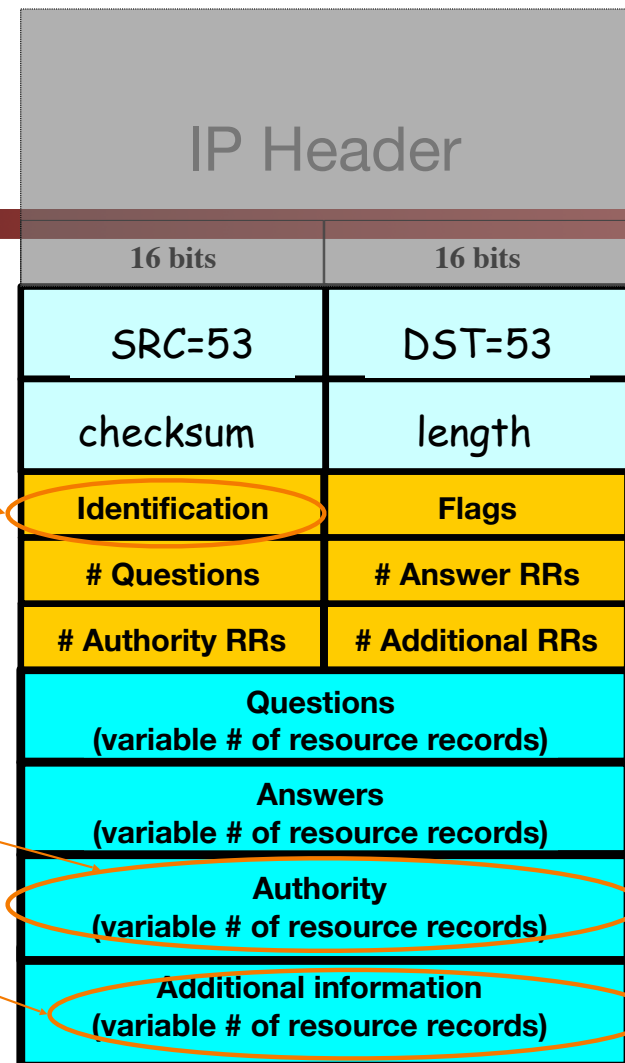 IP Header
16 bits 16 bits
SRC=53 DST=53
checksum length
Identification Flags
# Questions # Answer RRs
# Authority RRs # Additional RRs
Questions
(variable # of resource records)
Answers
(variable # of resource records)
Authority
(variable # of resource records)
Additional information
(variable # of resource records)